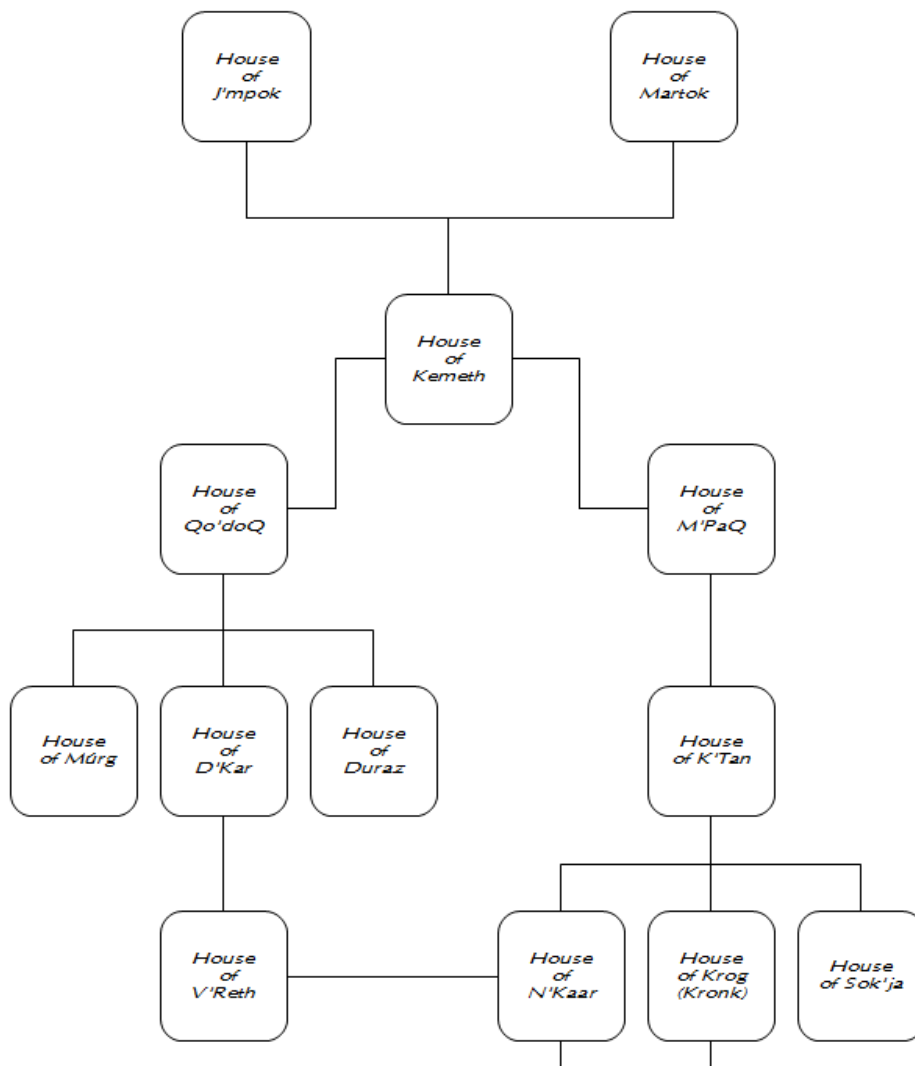 House
of
J'mpok
House
of
Martok
House
of
Kemeth
House
of
Qo'doQ
House
of
M'PaQ
House
of Múrg
House
of
D'Kar
House
of
Duraz
House
of K'Tan
House
of
V'Reth
House
of
N'Kaar
House
of Krog
(Kronk)
House
of Sok'ja